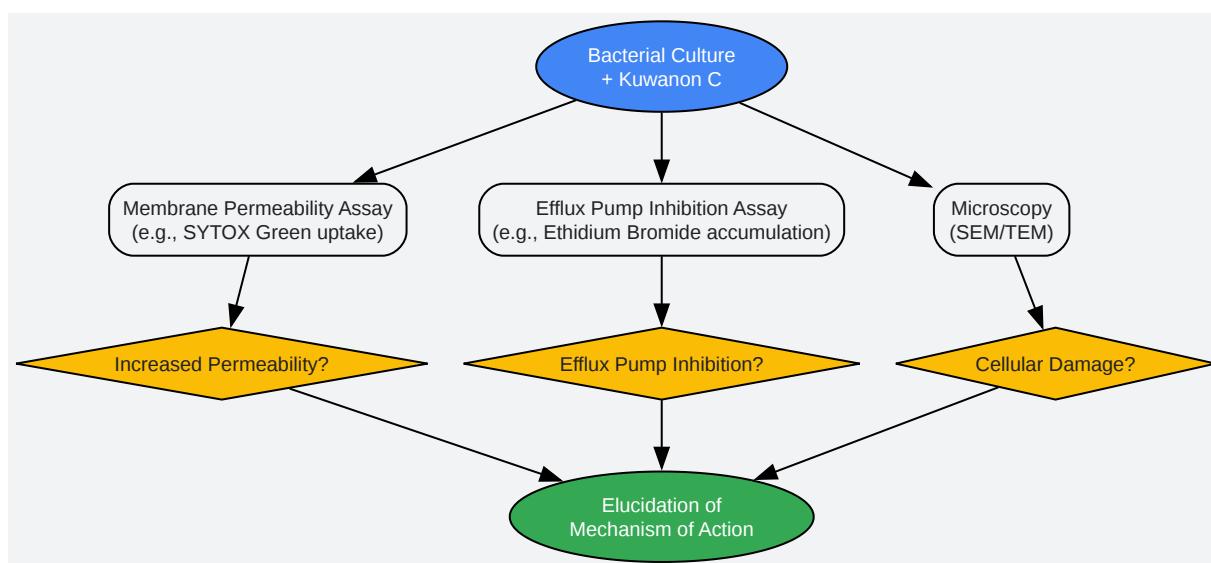 Bacterial Culture
+ Kuwanon C
Membrane Permeability Assay
(e.g., SYTOX Green uptake)
Efflux Pump Inhibition Assay
(e.g., Ethidium Bromide accumulation)
Microscopy
(SEM/TEM)
Increased Permeability?
Efflux Pump Inhibition?
Cellular Damage?
Elucidation of
Mechanism of Action